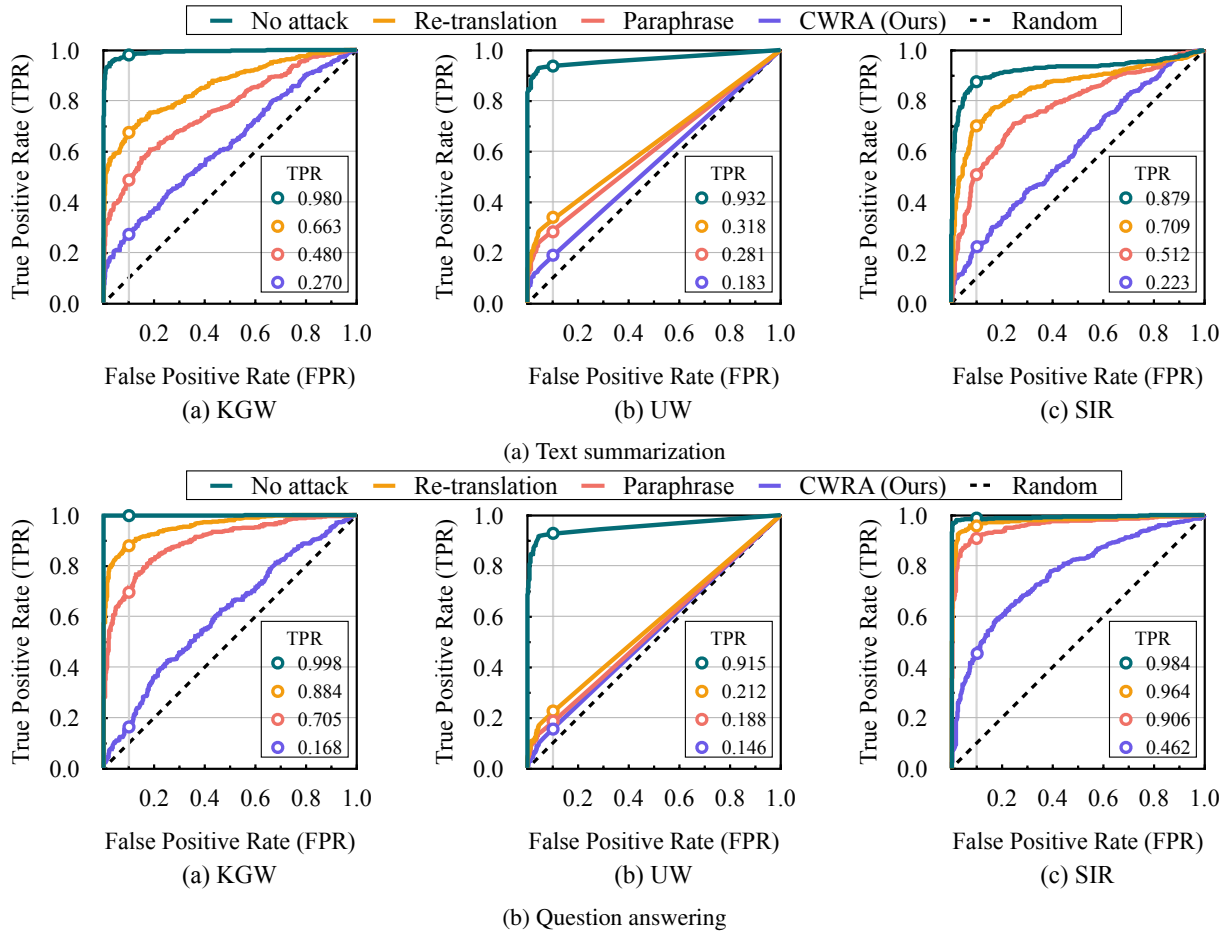 No attack Re-translation Paraphrase CWRA (Ours) Random
True Positive Rate (TPR)
1.0
0.8
0.6
0.4
0.2
0.0
TPR
0.980
0.663
0.480
0.270
0.2 0.4 0.6 0.8 1.0
False Positive Rate (FPR)
(a) KGW
True Positive Rate (TPR)
1.0
0.8
0.6
0.4
0.2
0.0
TPR
0.932
0.318
0.281
0.183
0.2 0.4 0.6 0.8 1.0
False Positive Rate (FPR)
(b) UW
True Positive Rate (TPR)
1.0
0.8
0.6
0.4
0.2
0.0
TPR
0.879
0.709
0.512
0.223
0.2 0.4 0.6 0.8 1.0
False Positive Rate (FPR)
(c) SIR
(a) Text summarization
No attack Re-translation Paraphrase CWRA (Ours) Random
True Positive Rate (TPR)
1.0
0.8
0.6
0.4
0.2
0.0
TPR
0.998
0.884
0.705
0.168
0.2 0.4 0.6 0.8 1.0
False Positive Rate (FPR)
(a) KGW
True Positive Rate (TPR)
1.0
0.8
0.6
0.4
0.2
0.0
TPR
0.915
0.212
0.188
0.146
0.2 0.4 0.6 0.8 1.0
False Positive Rate (FPR)
(b) UW
True Positive Rate (TPR)
1.0
0.8
0.6
0.4
0.2
0.0
TPR
0.984
0.964
0.906
0.462
0.2 0.4 0.6 0.8 1.0
False Positive Rate (FPR)
(c) SIR
(b) Question answering